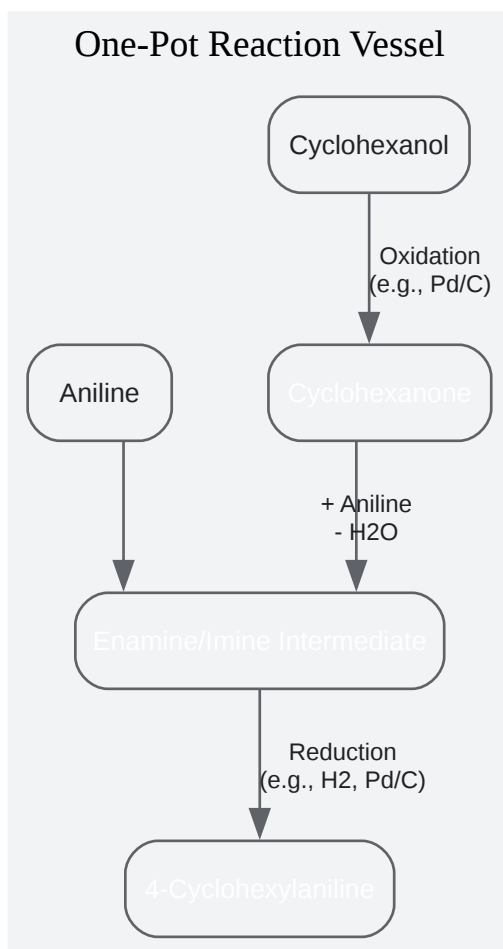 One-Pot Reaction Vessel
Cyclohexanol
Oxidation
(e.g., Pd/C)
Aniline
Cyclohexanone
+ Aniline
- H2O
Enamine/Imine Intermediate
Reduction
(e.g., H2, Pd/C)
4-Cyclohexylaniline